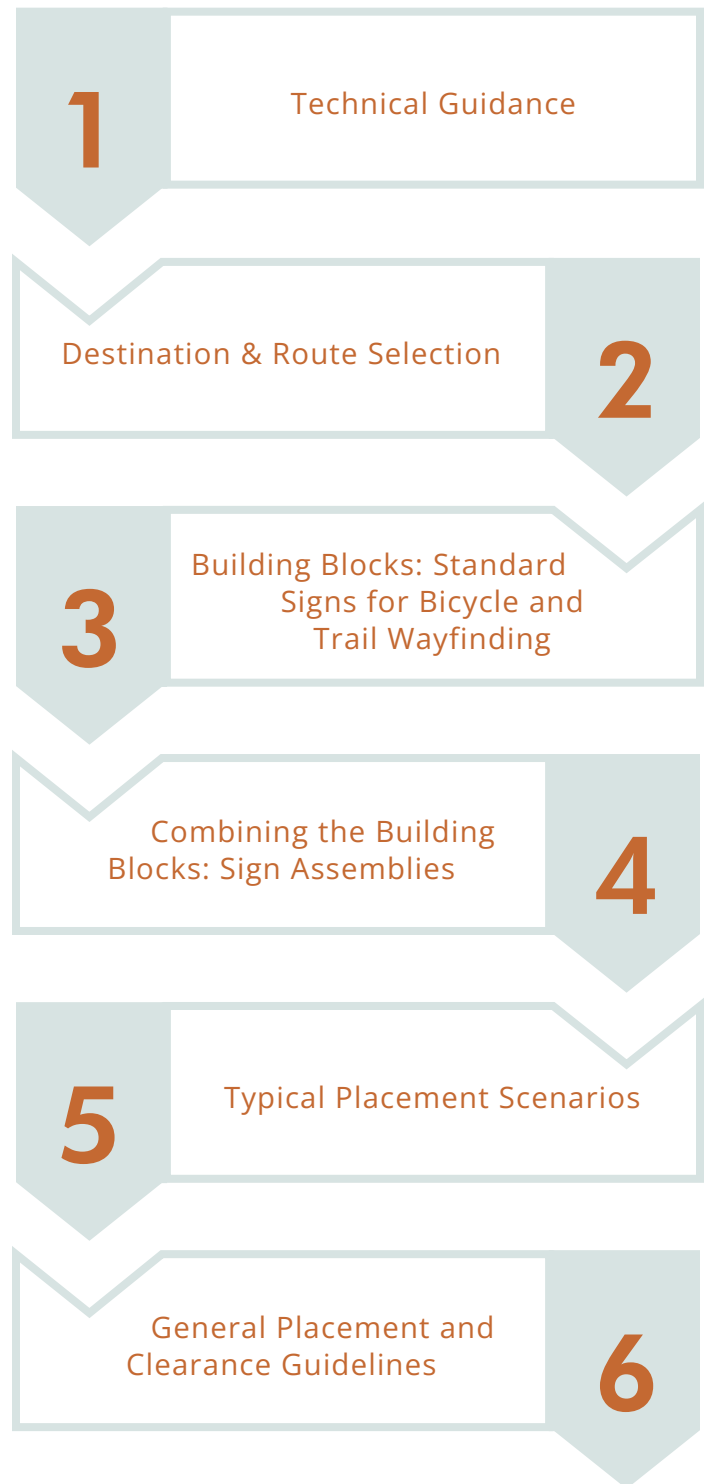 1
Technical Guidance
Destination & Route Selection
2
3
Building Blocks: Standard
Signs for Bicycle and
Trail Wayfinding
Combining the Building
Blocks: Sign Assemblies
4
5
Typical Placement Scenarios
General Placement and
Clearance Guidelines
6